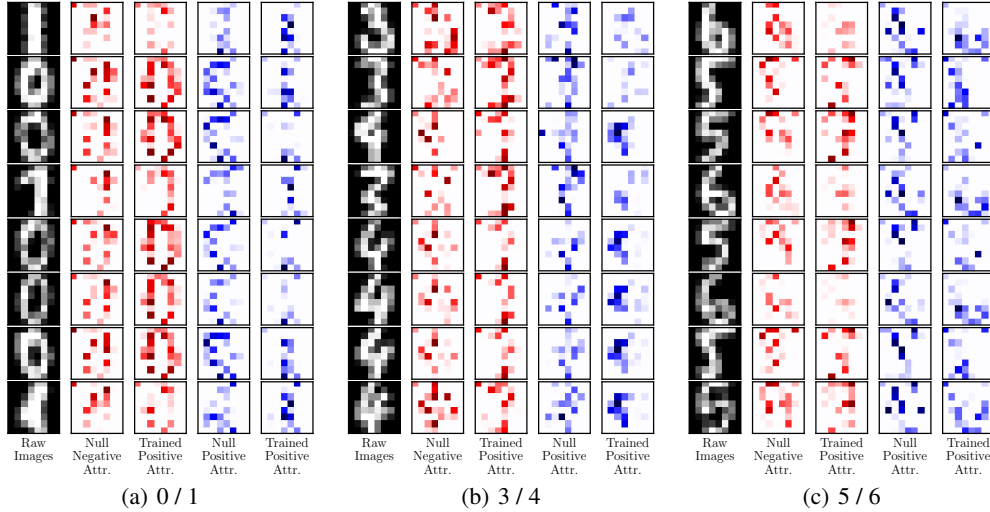 Raw Images
Null Negative Attr.
Trained Positive Attr.
Null Positive Attr.
Trained Positive Attr.
Raw Images
Null Negative Attr.
Trained Positive Attr.
Null Positive Attr.
Trained Positive Attr.
Raw Images
Null Negative Attr.
Trained Positive Attr.
Null Positive Attr.
Trained Positive Attr.
(a) 0 / 1
(b) 3 / 4
(c) 5 / 6